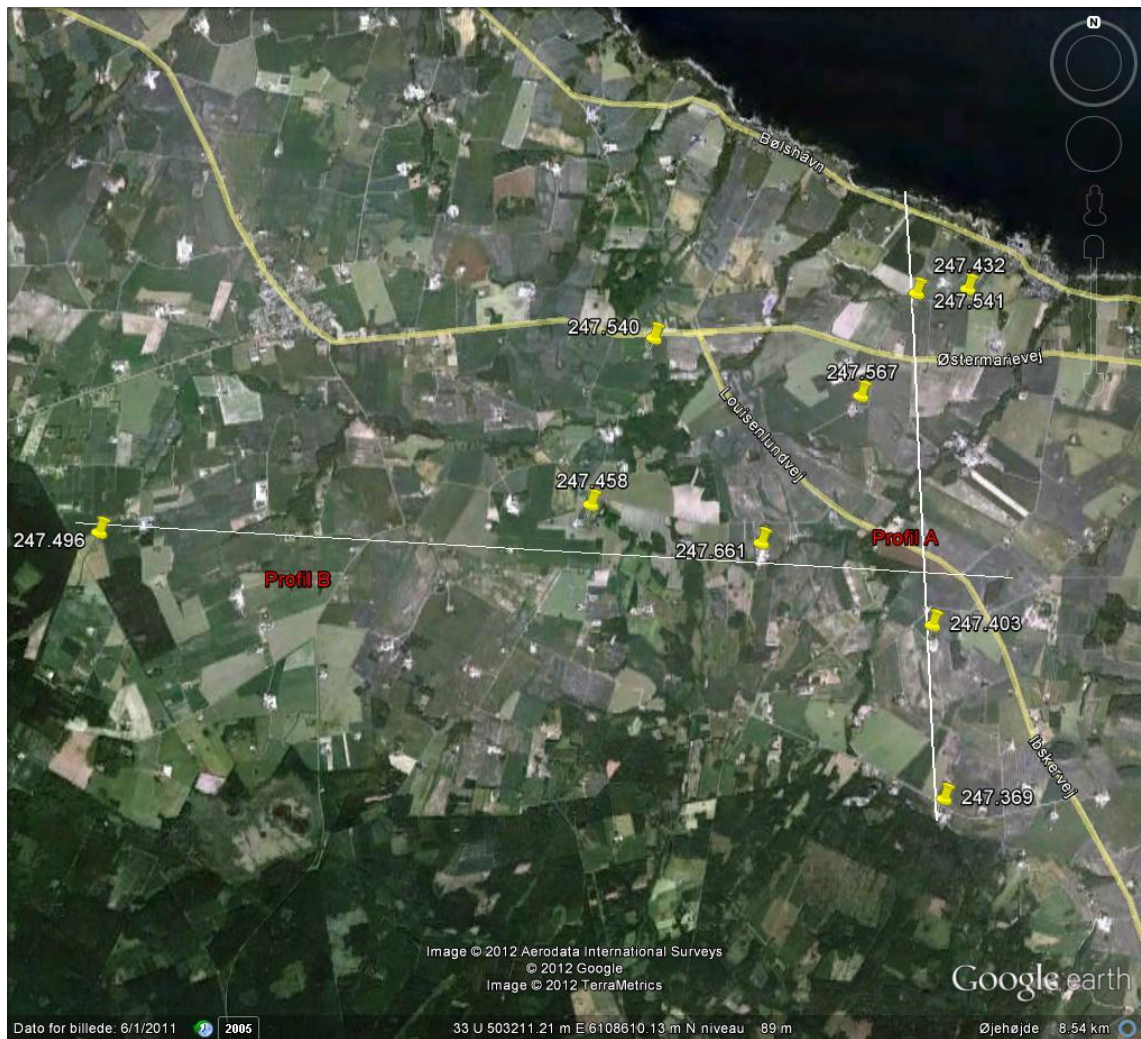 N
Bølshavn
247.432
247.541
247.540
Østermarievej
247.567
Louisenlundvej
247.458
247.496
247.661
Profil A
Profil B
247.403
Ibskervej
247.369
Image © 2012 Aerodata International Surveys
© 2012 Google
Image © 2012 TerraMetrics
Google earth
Dato for billede: 6/1/2011 2005 33 U 503211.21 m E 6108610.13 m N niveau 89 m Øjehøjde 8.54 km